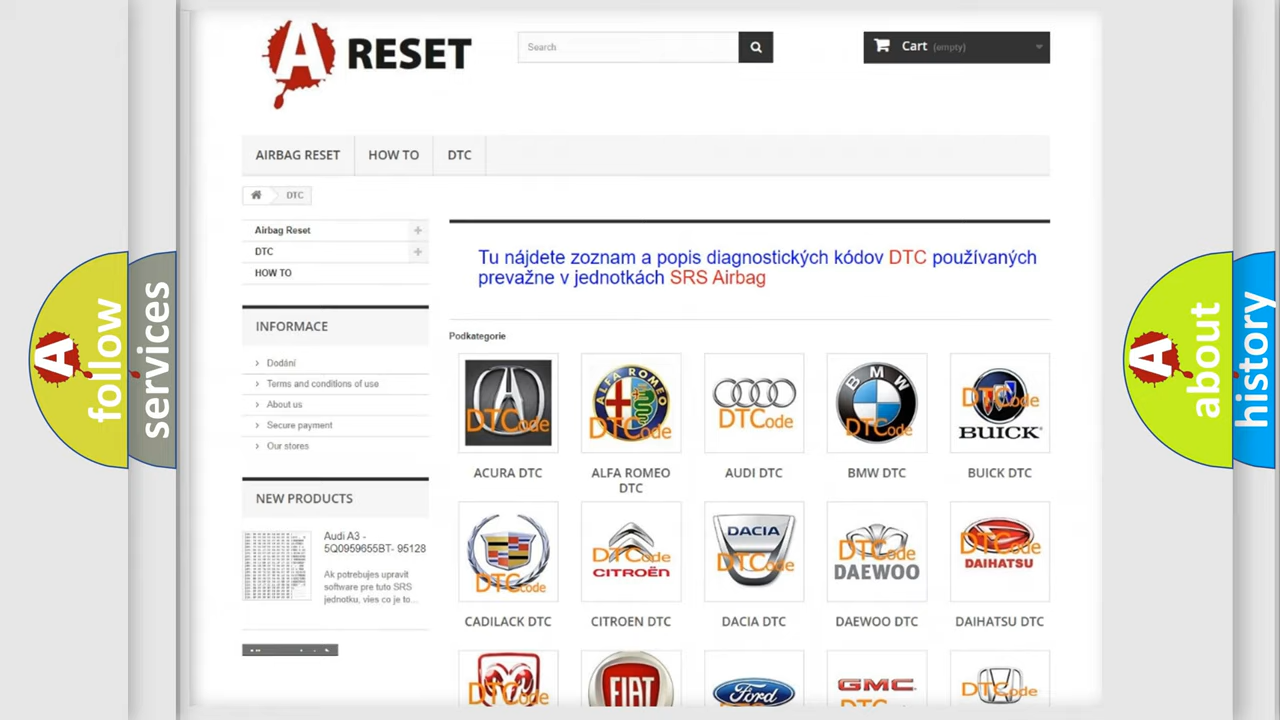 A RESET
Search
Cart (empty)
AIRBAG RESET
HOW TO
DTC
DTC
Airbag Reset
DTC
HOW TO
Tu nájdete zoznam a popis diagnostických kódov DTC používaných
prevažne v jednotkách SRS Airbag
INFORMACE
Dodání
Terms and conditions of use
About us
Secure payment
Our stores
Podkategorie
DTCode
ALFA ROMEO
DTCode
DTCode
BMW
DTCode
DTCode
BUICK
ACURA DTC
ALFA ROMEO
DTC
AUDI DTC
BMW DTC
BUICK DTC
NEW PRODUCTS
Audi A3 -
5Q0959655BT- 95128
Ak potrebujes upravit
software pre tuto SRS
jednotku, vies co je to...
DTCode
DTCode
CITROËN
DACIA
DTCode
DTCode
DAEWOO
DTCode
DAIHATSU
CADILACK DTC
CITROEN DTC
DACIA DTC
DAEWOO DTC
DAIHATSU DTC
DTCode
FIAT
Ford
GMC
DTCode
A follow
services
A about
history